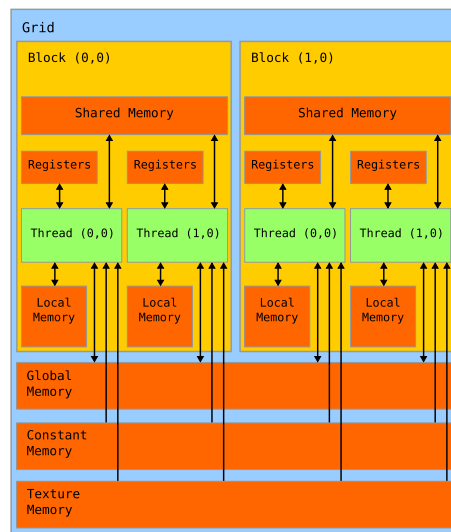 Grid
Block (0,0)
Block (1,0)
Shared Memory
Shared Memory
Registers
Registers
Registers
Registers
Thread (0,0)
Thread (1,0)
Thread (0,0)
Thread (1,0)
Local
Memory
Local
Memory
Local
Memory
Local
Memory
Global
Memory
Constant
Memory
Texture
Memory